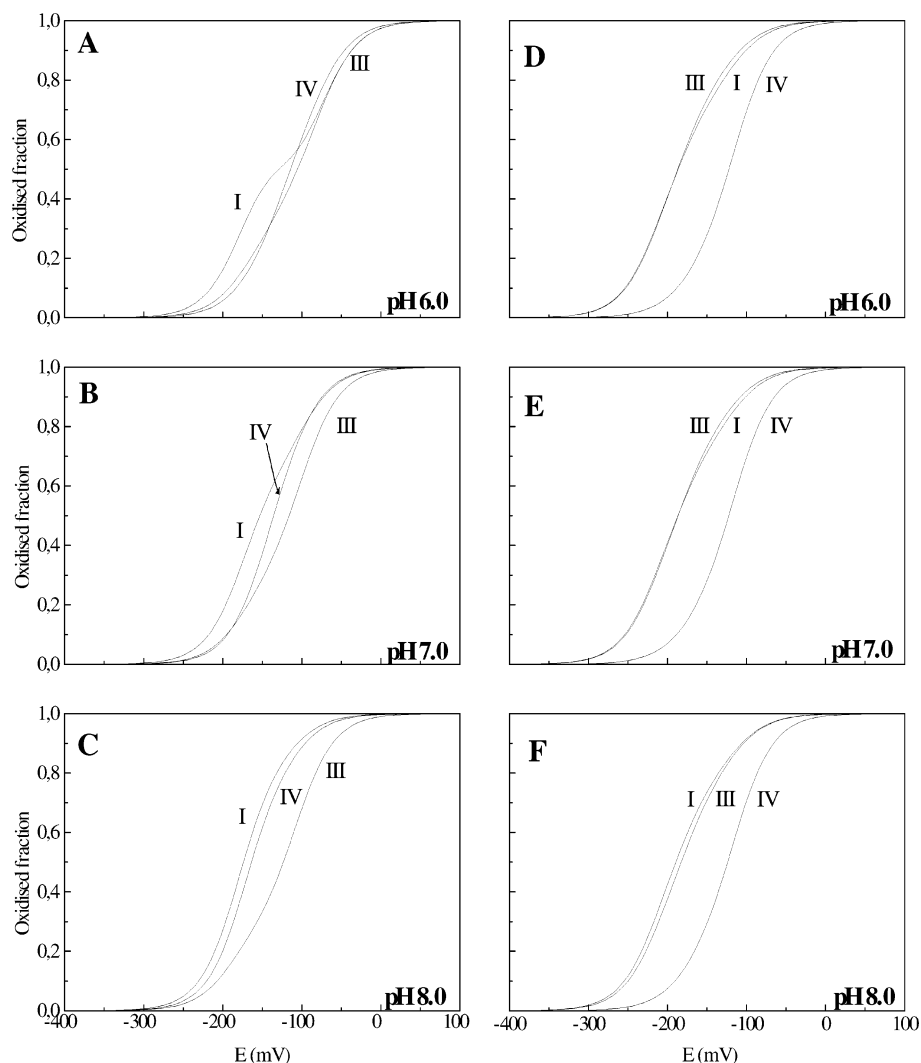 A
1,0
0,8
0,6
0,4
0,2
0,0
Oxidised fraction
I
IV
III
pH6.0
D
III
I
IV
pH6.0
B
1,0
0,8
0,6
0,4
0,2
0,0
Oxidised fraction
I
IV
III
pH7.0
E
III
I
IV
pH7.0
C
1,0
0,8
0,6
0,4
0,2
0,0
Oxidised fraction
I
IV
III
pH8.0
-400 -300 -200 -100 0 100
E (mV)
F
I
III
IV
pH8.0
-400 -300 -200 -100 0 100
E (mV)